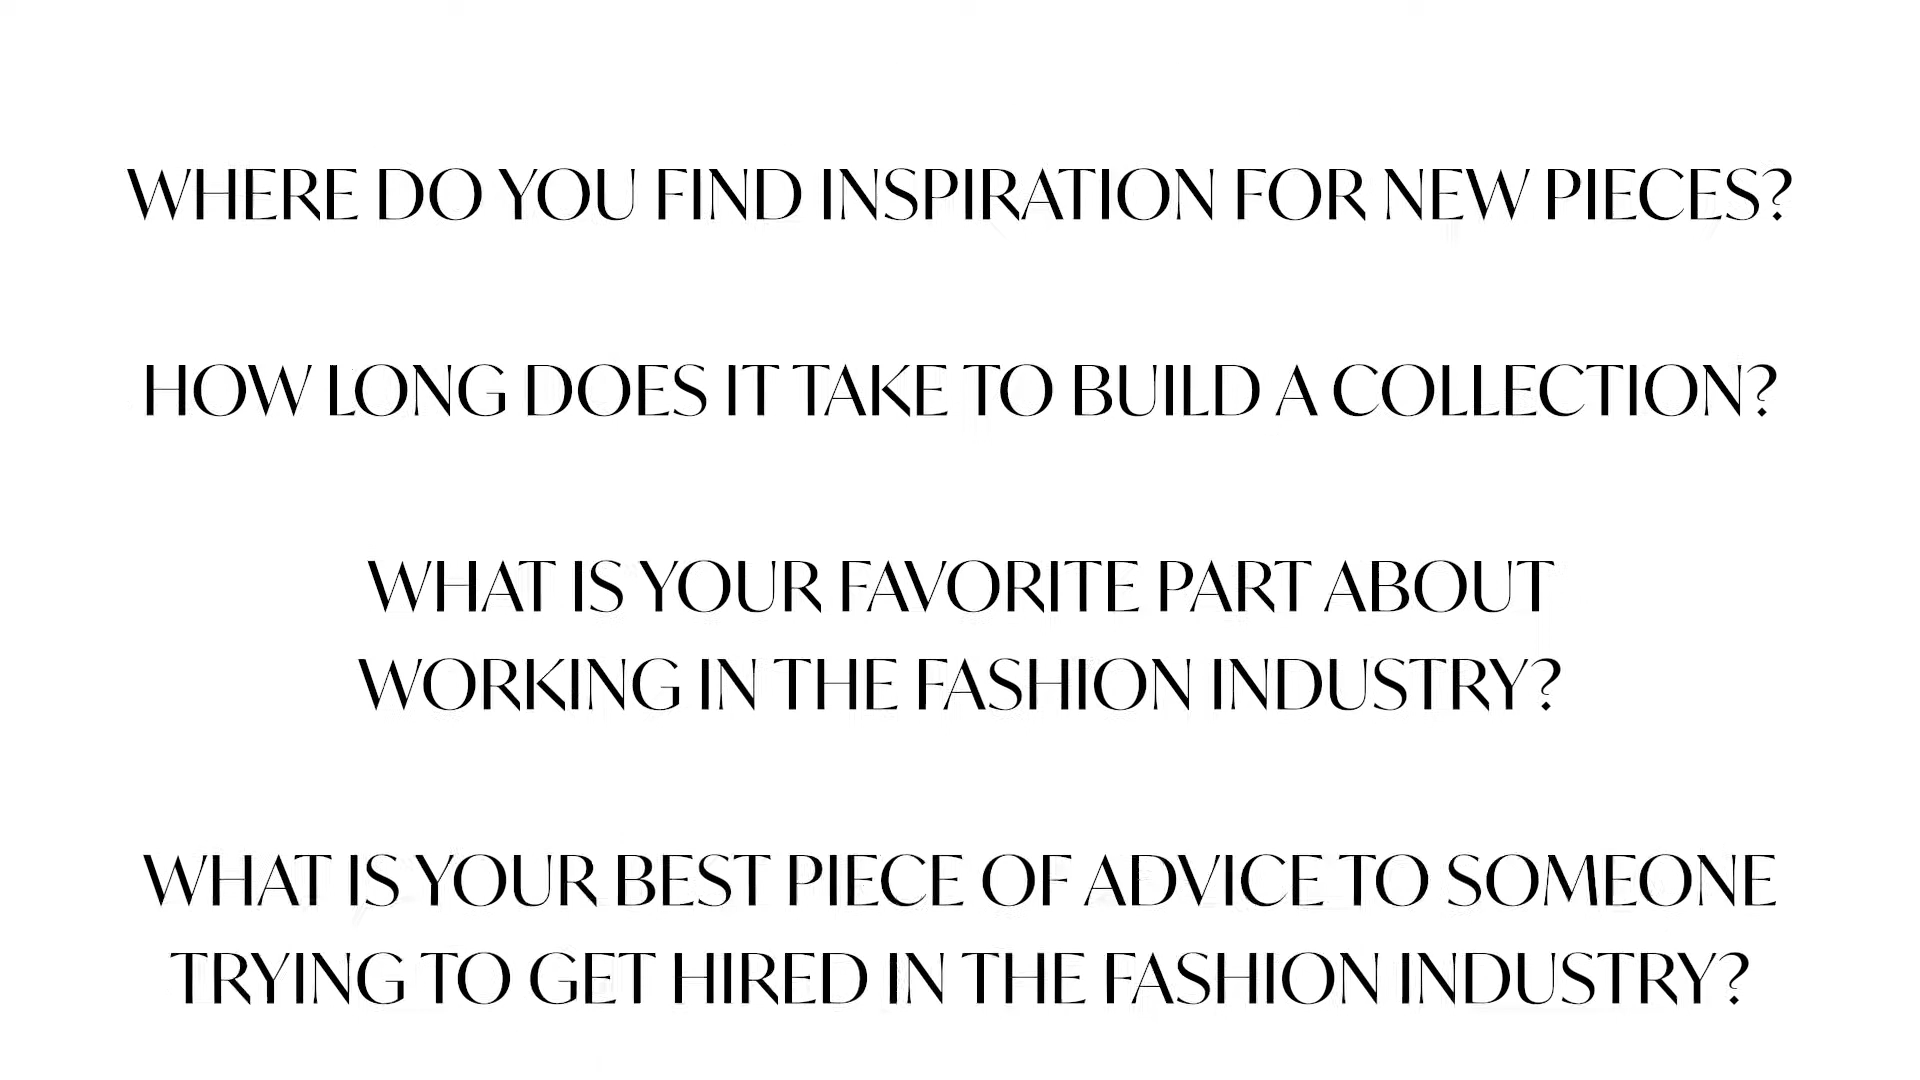 WHERE DO YOU FIND INSPIRATION FOR NEW PIECES?
HOW LONG DOES IT TAKE TO BUILD A COLLECTION?
WHAT IS YOUR FAVORITE PART ABOUT
WORKING IN THE FASHION INDUSTRY?
WHAT IS YOUR BEST PIECE OF ADVICE TO SOMEONE
TRYING TO GET HIRED IN THE FASHION INDUSTRY?